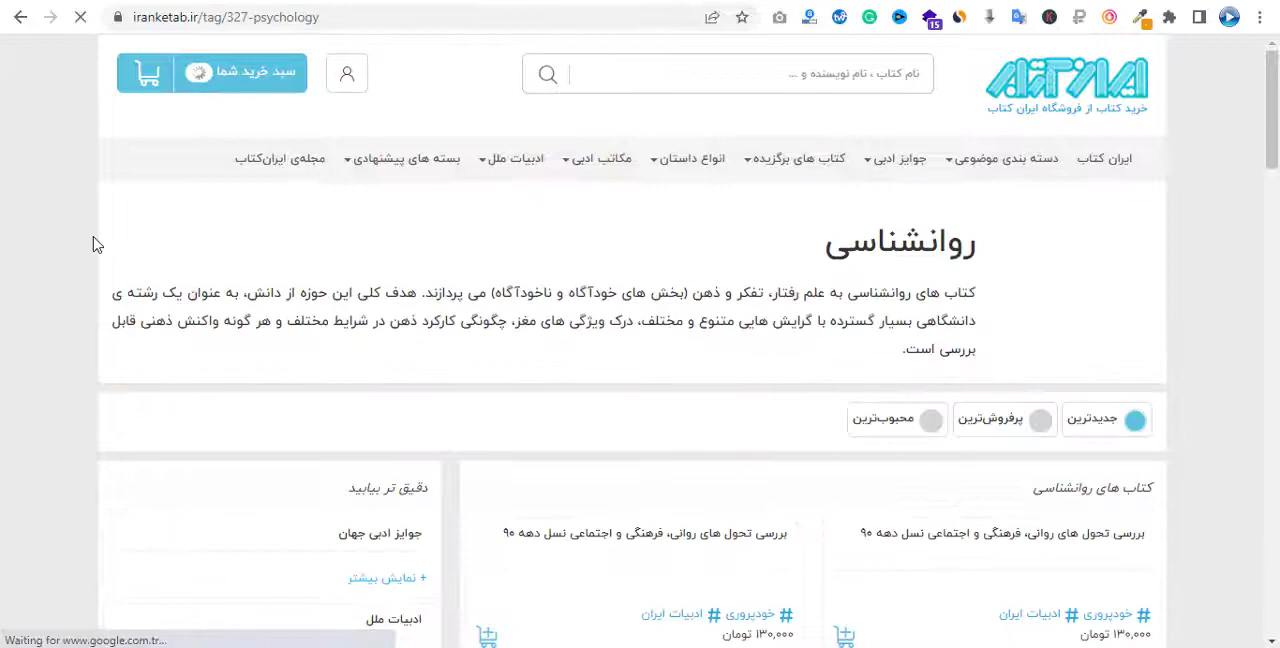 iranketab.ir/tag/327-psychology
15
ایران کتاب
خرید کتاب از فروشگاه ایران کتاب
نام کتاب ، نام نویسنده و ...
سبد خرید شما
ایران کتاب
دسته بندی موضوعی
جوایز ادبی
کتاب های برگزیده
انواع داستان
مکاتب ادبی
ادبیات ملل
بسته های پیشنهادی
مجله‌ی ایران‌کتاب
روانشناسی
کتاب های روانشناسی به علم رفتار، تفکر و ذهن (بخش های خودآگاه و ناخودآگاه) می پردازند. هدف کلی این حوزه از دانش، به عنوان یک رشته ی
دانشگاهی بسیار گسترده با گرایش هایی متنوع و مختلف، درک ویژگی های مغز، چگونگی کارکرد ذهن در شرایط مختلف و هر گونه واکنش ذهنی قابل
بررسی است.
جدیدترین
پرفروش‌ترین
محبوب‌ترین
کتاب های روانشناسی
بررسی تحول های روانی، فرهنگی و اجتماعی نسل دهه ۹۰
# خودپروری # ادبیات ایران
۱۳۰,۰۰۰ تومان
بررسی تحول های روانی، فرهنگی و اجتماعی نسل دهه ۹۰
# خودپروری # ادبیات ایران
۱۳۰,۰۰۰ تومان
دقیق تر بیابید
جوایز ادبی جهان
+ نمایش بیشتر
ادبیات ملل
Waiting for www.google.com.tr...